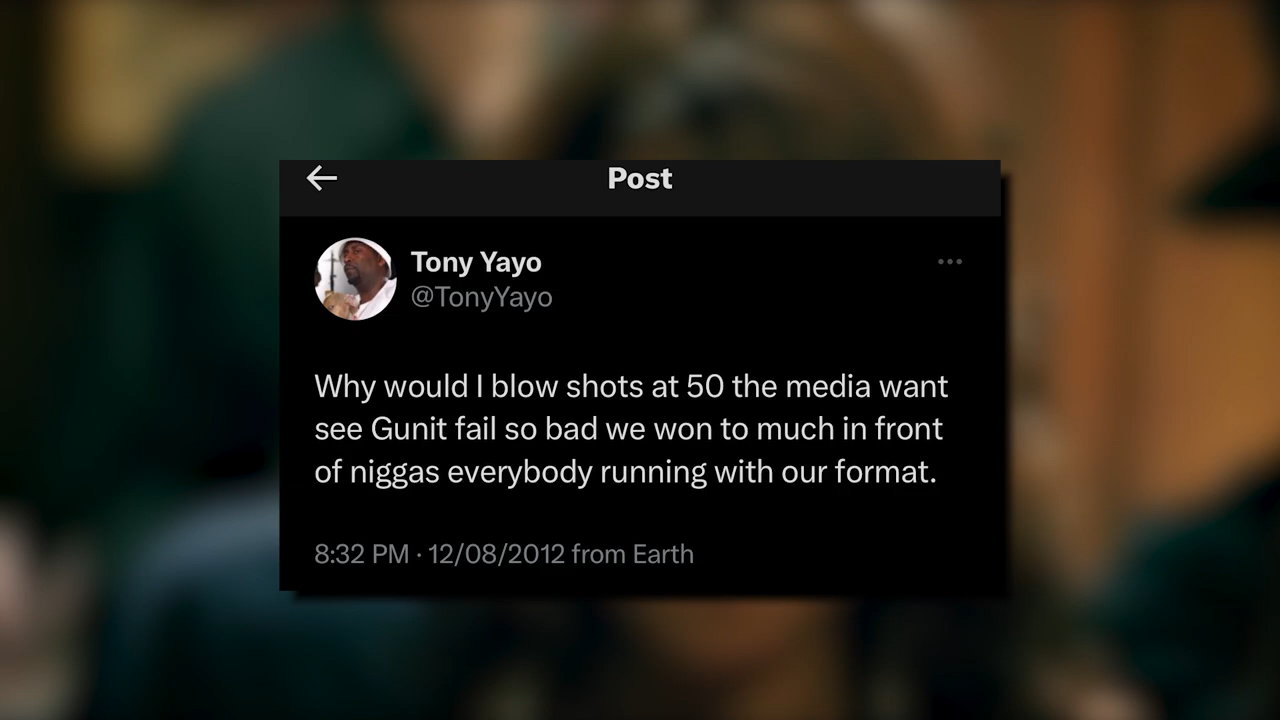 Post
Tony Yayo
@TonyYayo
Why would I blow shots at 50 the media want
see Gunit fail so bad we won to much in front
of niggas everybody running with our format.
8:32 PM · 12/08/2012 from Earth